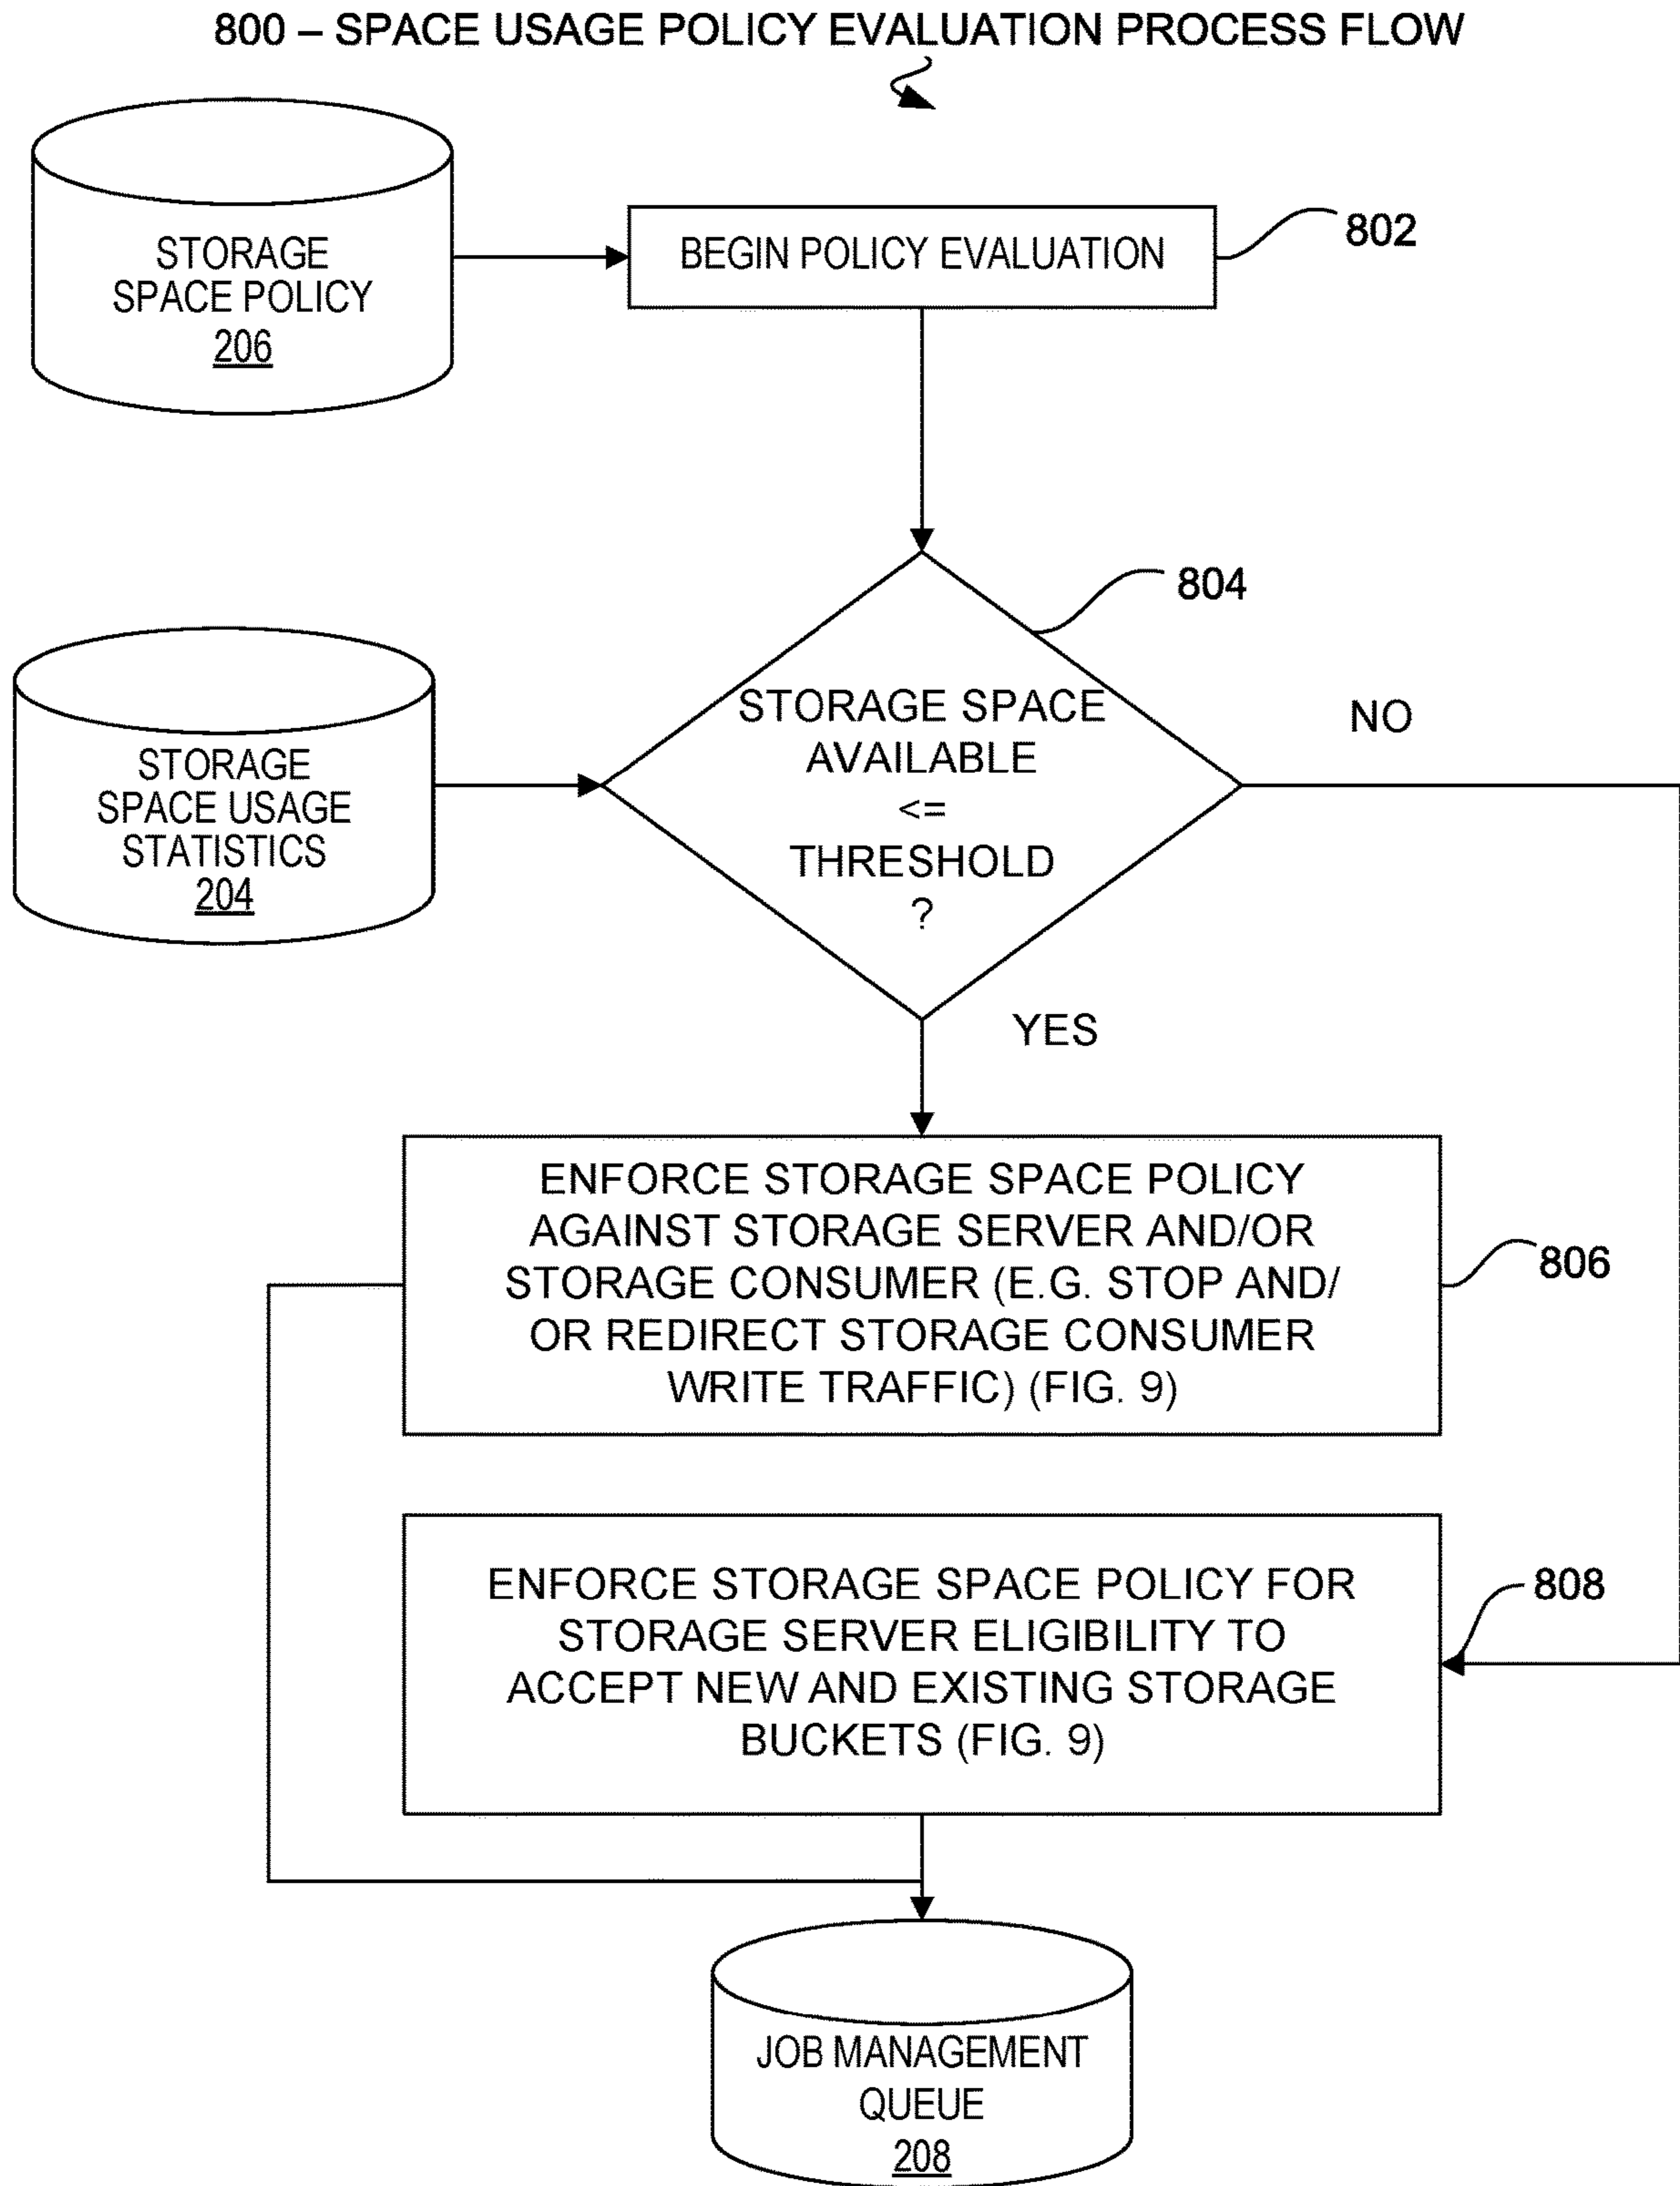 800 – SPACE USAGE POLICY EVALUATION PROCESS FLOW
STORAGE
SPACE POLICY
206
BEGIN POLICY EVALUATION
802
804
STORAGE SPACE
AVAILABLE
<=
THRESHOLD
?
NO
STORAGE
SPACE USAGE
STATISTICS
204
YES
ENFORCE STORAGE SPACE POLICY
AGAINST STORAGE SERVER AND/OR
STORAGE CONSUMER (E.G. STOP AND/
OR REDIRECT STORAGE CONSUMER
WRITE TRAFFIC) (FIG. 9)
806
ENFORCE STORAGE SPACE POLICY FOR
STORAGE SERVER ELIGIBILITY TO
ACCEPT NEW AND EXISTING STORAGE
BUCKETS (FIG. 9)
808
JOB MANAGEMENT
QUEUE
208